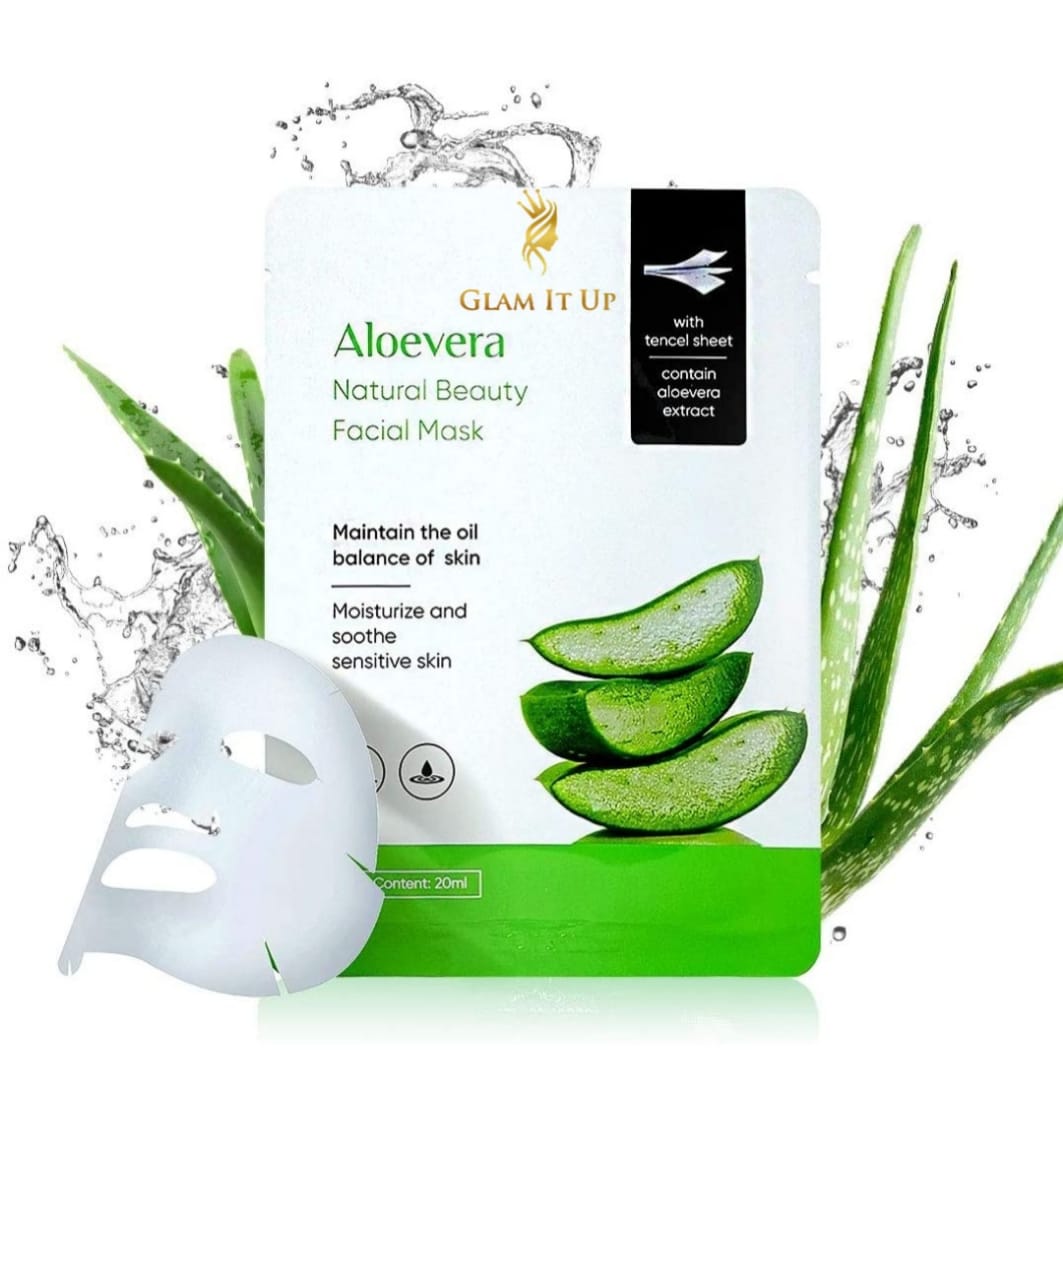 GLAM IT UP
Aloevera
Natural Beauty
Facial Mask
with
tencel sheet
contain
aloevera
extract
Maintain the oil
balance of skin
Moisturize and
soothe
sensitive skin
Content: 20ml